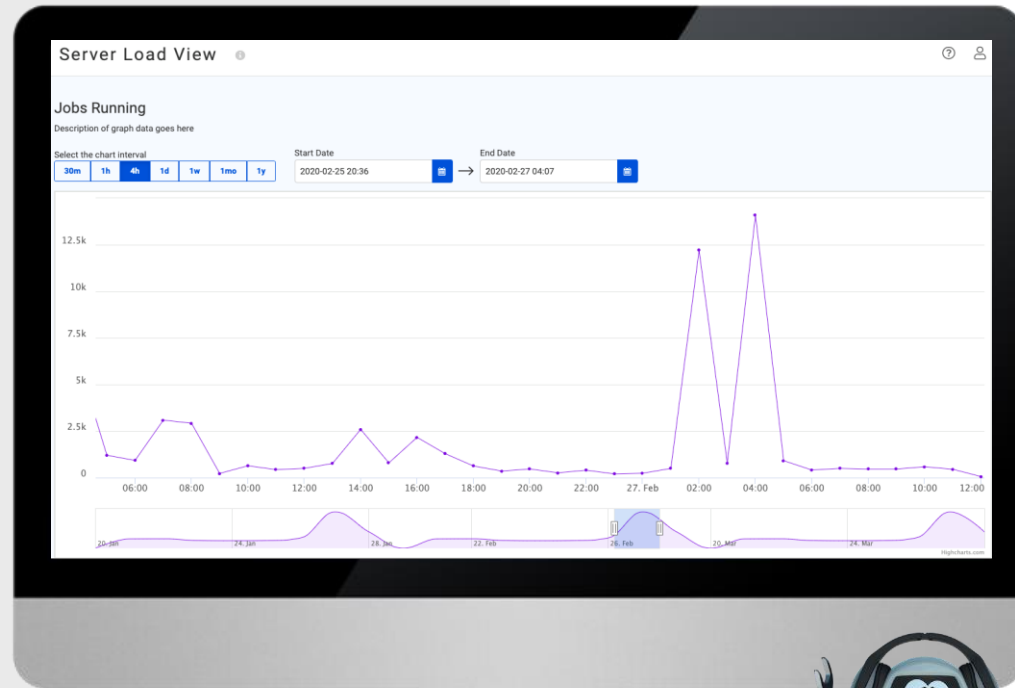 Server Load View
Jobs Running
Description of graph data goes here
Select the chart interval
30m 1h 4h 1d 1w 1mo 1y
Start Date
2020-02-25 20:36
End Date
2020-02-27 04:07
12.5k
10k
7.5k
5k
2.5k
0
06:00 08:00 10:00 12:00 14:00 16:00 18:00 20:00 22:00 27. Feb 02:00 04:00 06:00 08:00 10:00 12:00
20. Jan 24. Jan 28. Jan 22. Feb 26. Feb 20. Mar 24. Mar
Highcharts.com